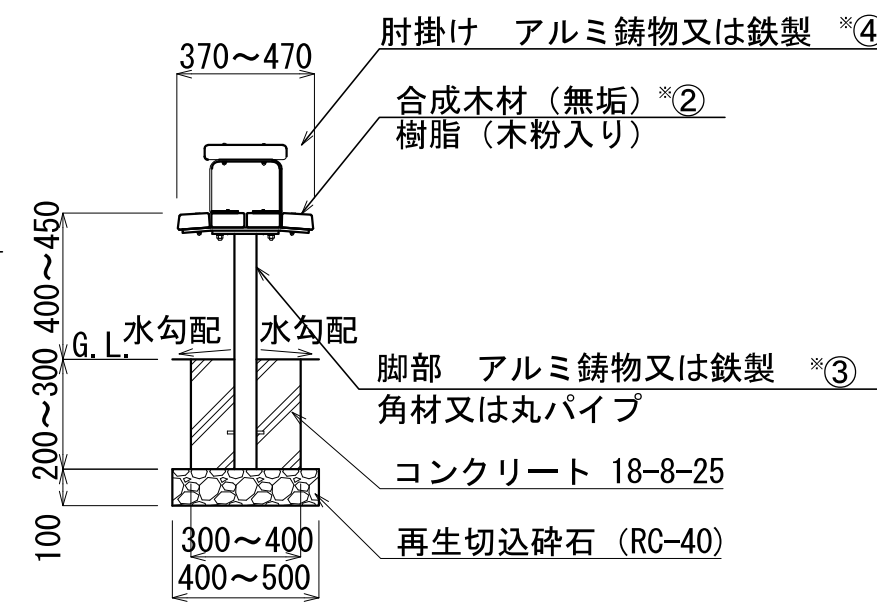 肘掛け　アルミ鋳物又は鉄製　※④
370～470
合成木材（無垢）※②
樹脂（木粉入り）
400～450
G.L.
水勾配
水勾配
脚部　アルミ鋳物又は鉄製　※③
角材又は丸パイプ
200～300
コンクリート 18-8-25
100
300～400
再生切込砕石（RC-40）
400～500